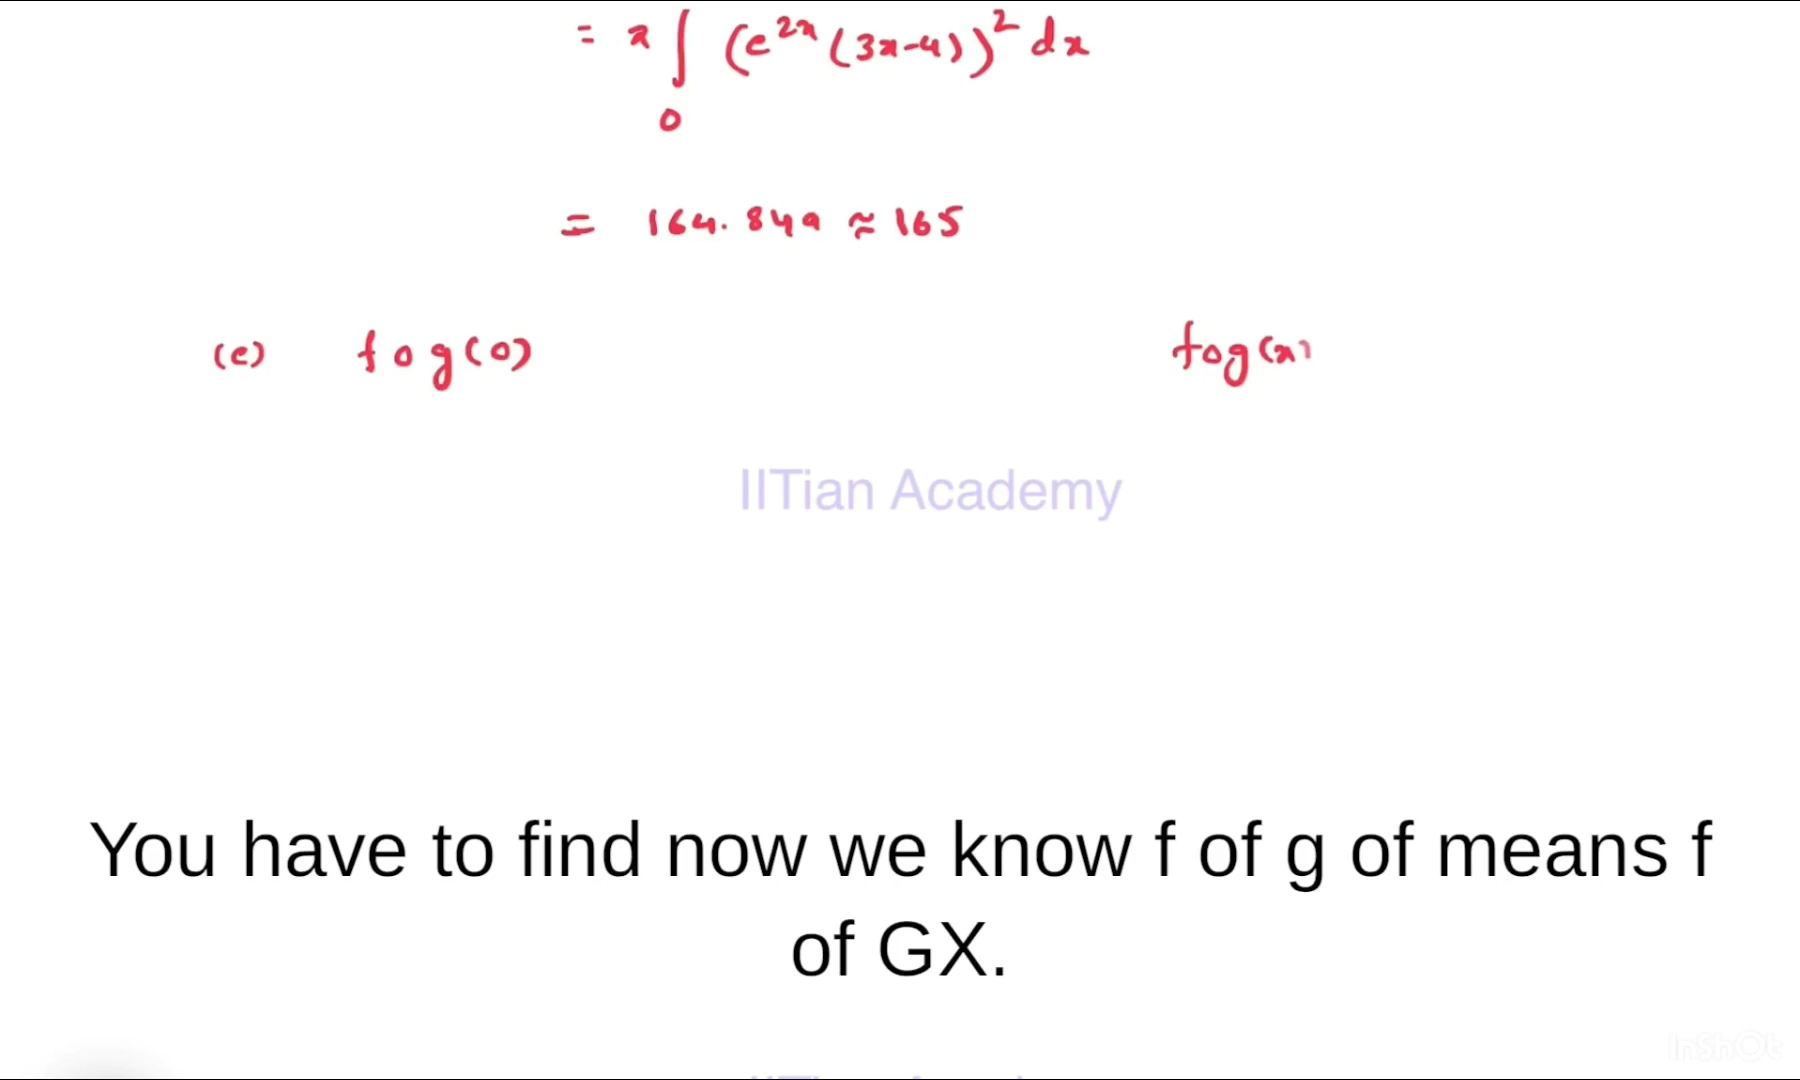 = π ∫ (e^{2x} (3x-4))^2 dx
0
= 164.849 ≈ 165
(c) fog(0) fog(x)
IITian Academy
You have to find now we know f of g of means f
of GX.
InShOt